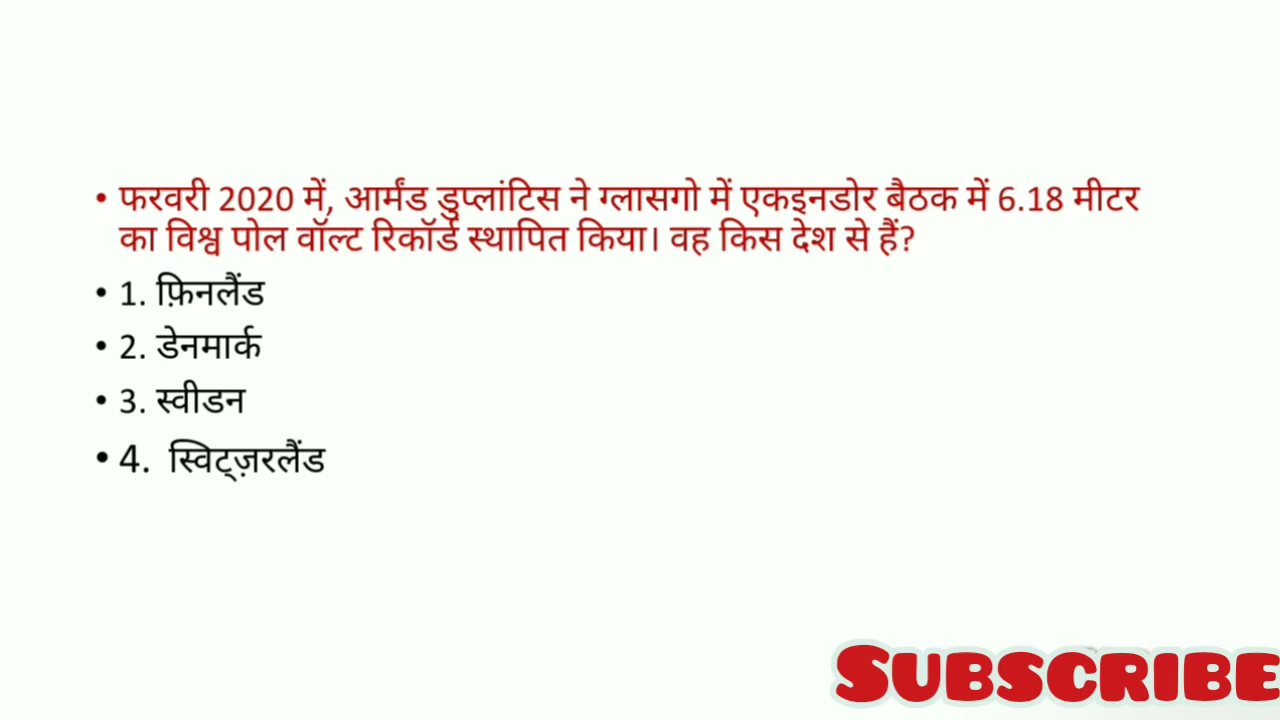 • फरवरी 2020 में, आर्मंड डुप्लांटिस ने ग्लासगो में एकइनडोर बैठक में 6.18 मीटर
का विश्व पोल वॉल्ट रिकॉर्ड स्थापित किया। वह किस देश से हैं?
• 1. फ़िनलैंड
• 2. डेनमार्क
• 3. स्वीडन
• 4. स्विट्ज़रलैंड
SUBSCRIBE